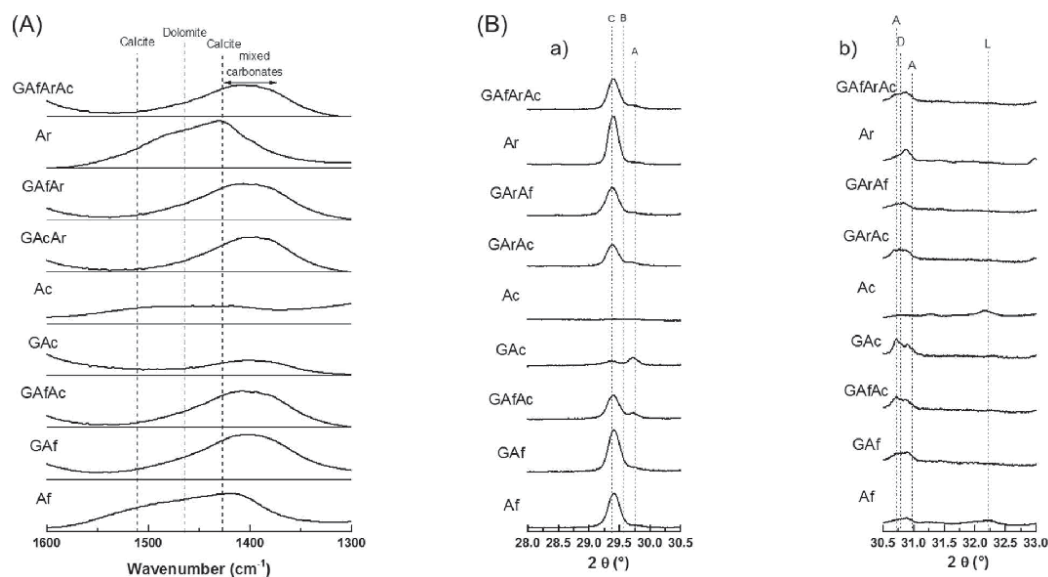 (A)
Calcite
Dolomite
Calcite
mixed
carbonates
GAfArAc
Ar
GAfAr
GAcAr
Ac
GAc
GAfAc
GAf
Af
1600
1500
1400
1300
Wavenumber (cm⁻¹)
(B)
a)
C
B
A
GAfArAc
Ar
GArAf
GArAc
Ac
GAc
GAfAc
GAf
Af
28.0
28.5
29.0
29.5
30.0
30.5
2 θ (°)
b)
A
D
A
L
GAfArAc
Ar
GArAf
GArAc
Ac
GAc
GAfAc
GAf
Af
30.5
31.0
31.5
32.0
32.5
33.0
2 θ (°)